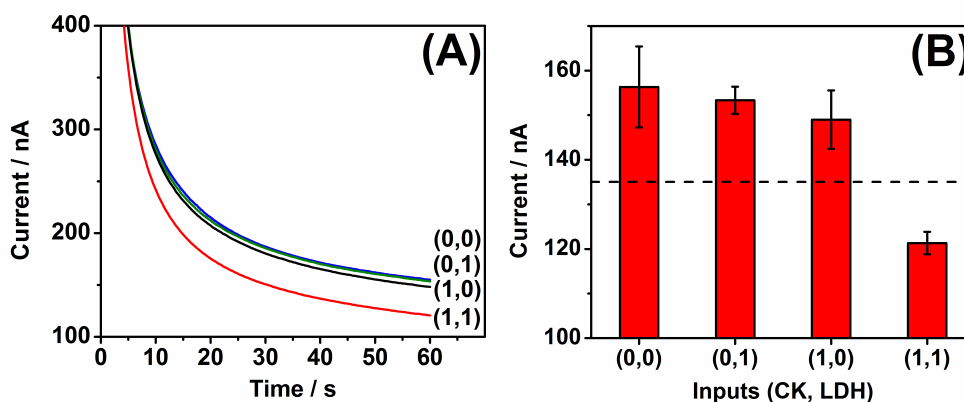 (A)
400
300
200
100
Current / nA
(0,0)
(0,1)
(1,0)
(1,1)
0 10 20 30 40 50 60
Time / s
(B)
160
140
120
100
Current / nA
(0,0) (0,1) (1,0) (1,1)
Inputs (CK, LDH)